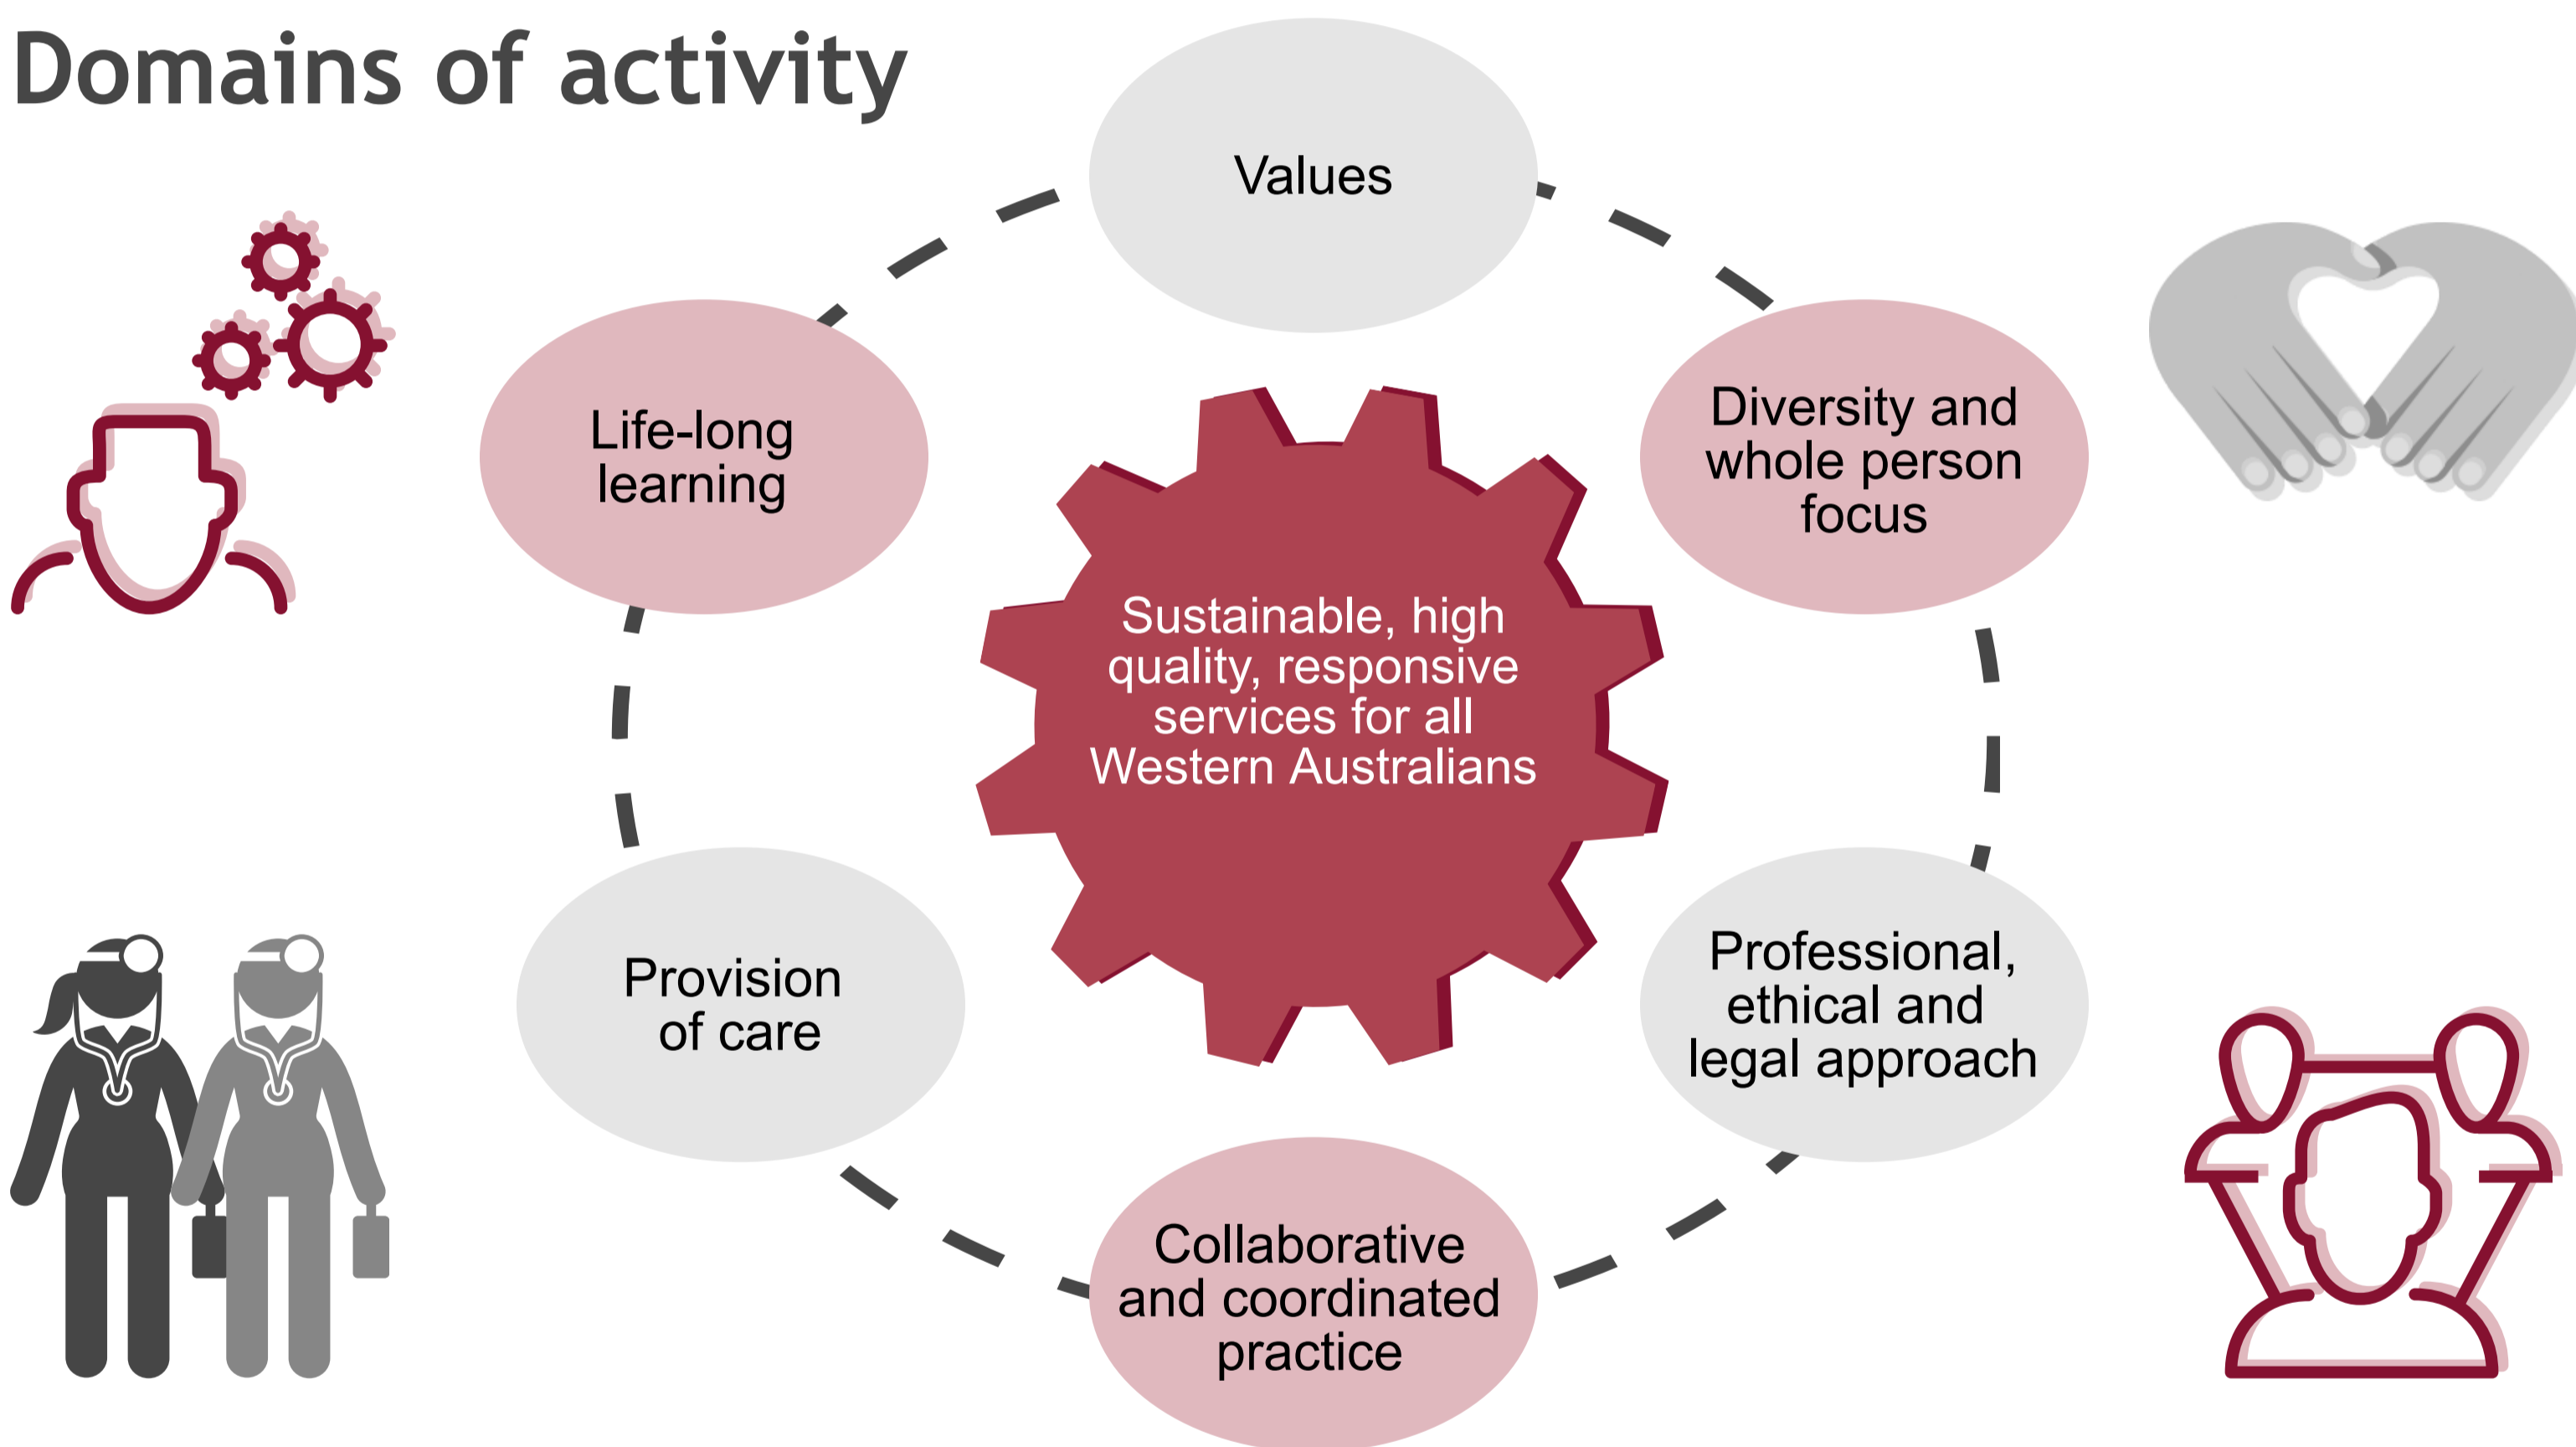 Domains of activity
Values
Diversity and
whole person
focus
Professional,
ethical and
legal approach
Collaborative
and coordinated
practice
Provision
of care
Life-long
learning
Sustainable, high
quality, responsive
services for all
Western Australians